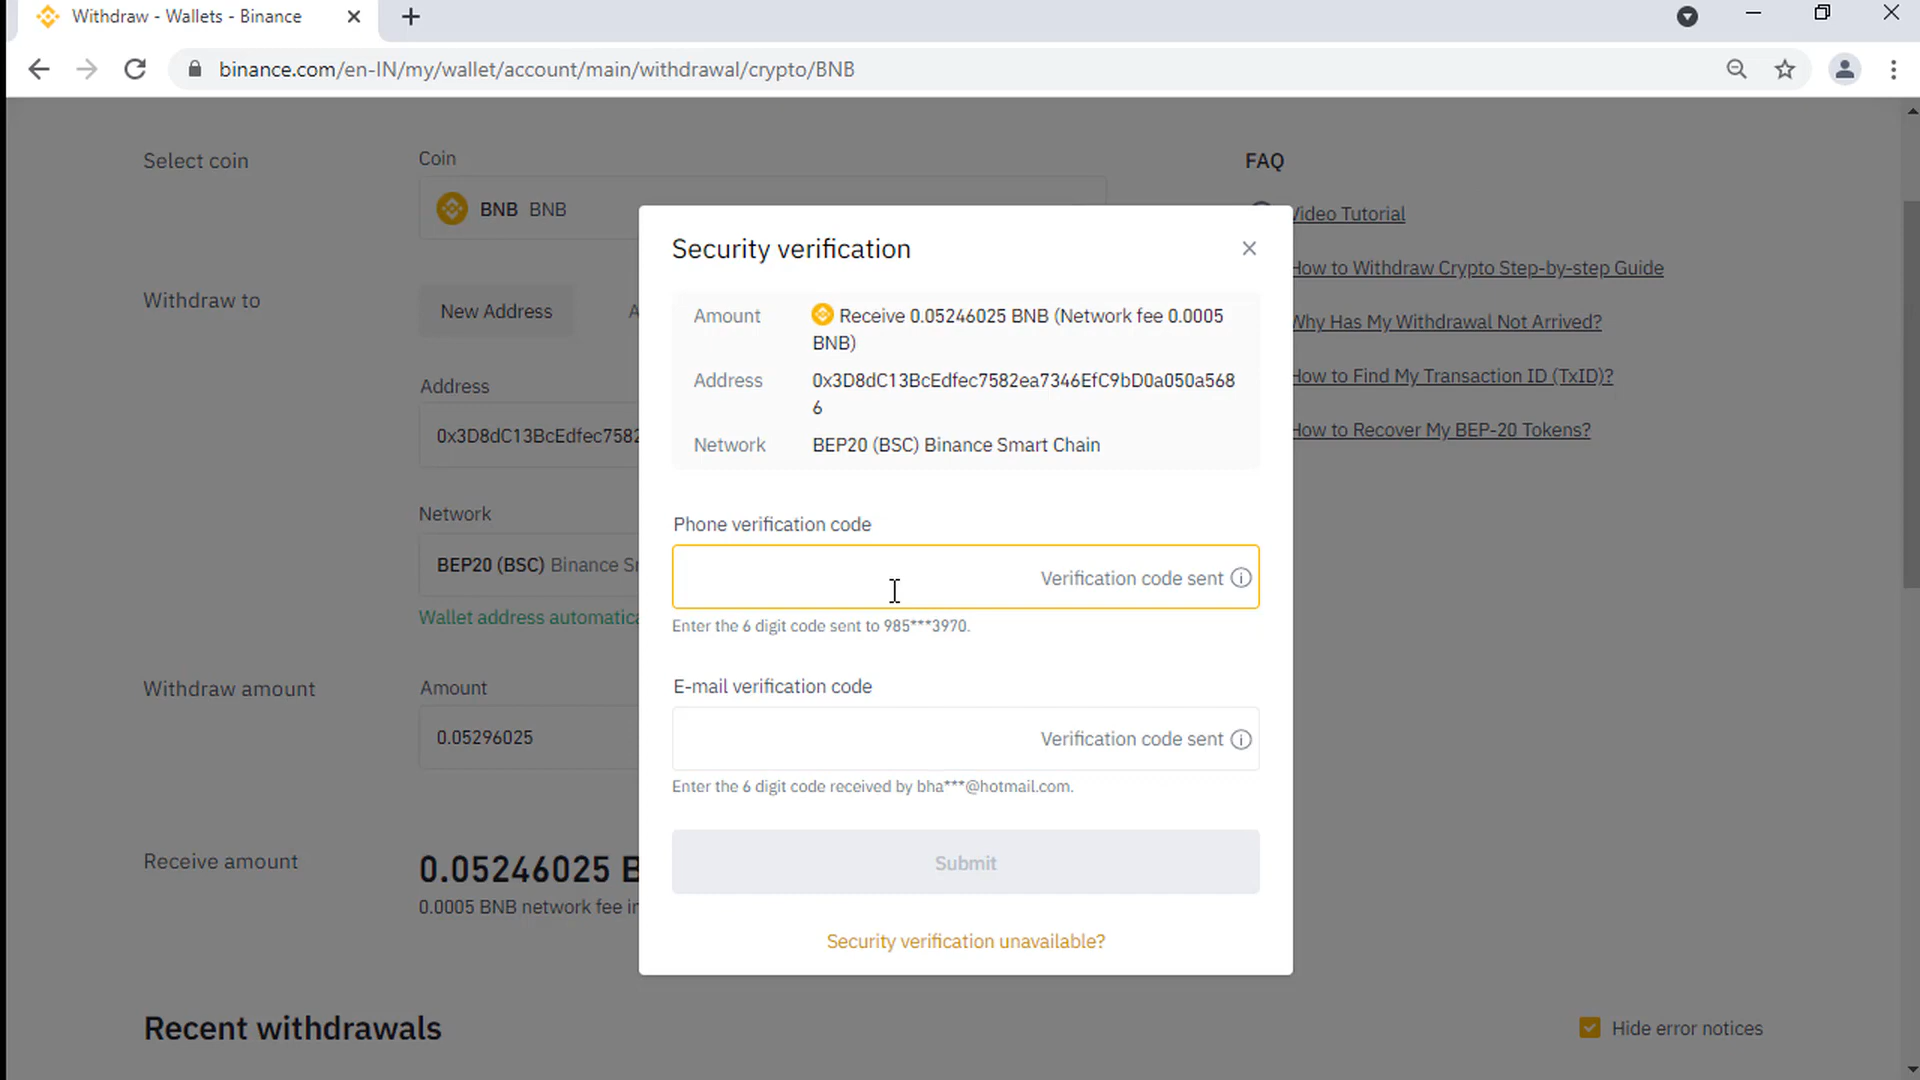 Withdraw - Wallets - Binance
binance.com/en-IN/my/wallet/account/main/withdrawal/crypto/BNB
Select coin
Coin
BNB BNB
Withdraw to
New Address
A
Address
0x3D8dC13BcEdfec7582
Network
BEP20 (BSC) Binance Sr
Wallet address automatica
Withdraw amount
Amount
0.05296025
Receive amount
0.05246025 B
0.0005 BNB network fee in
Security verification
Amount
Receive 0.05246025 BNB (Network fee 0.0005
BNB)
Address
0x3D8dC13BcEdfec7582ea7346EfC9bD0a050a568
6
Network
BEP20 (BSC) Binance Smart Chain
Phone verification code
Verification code sent
Enter the 6 digit code sent to 985***3970.
E-mail verification code
Verification code sent
Enter the 6 digit code received by bha***@hotmail.com.
Submit
Security verification unavailable?
FAQ
Video Tutorial
How to Withdraw Crypto Step-by-step Guide
Why Has My Withdrawal Not Arrived?
How to Find My Transaction ID (TxID)?
How to Recover My BEP-20 Tokens?
Recent withdrawals
Hide error notices